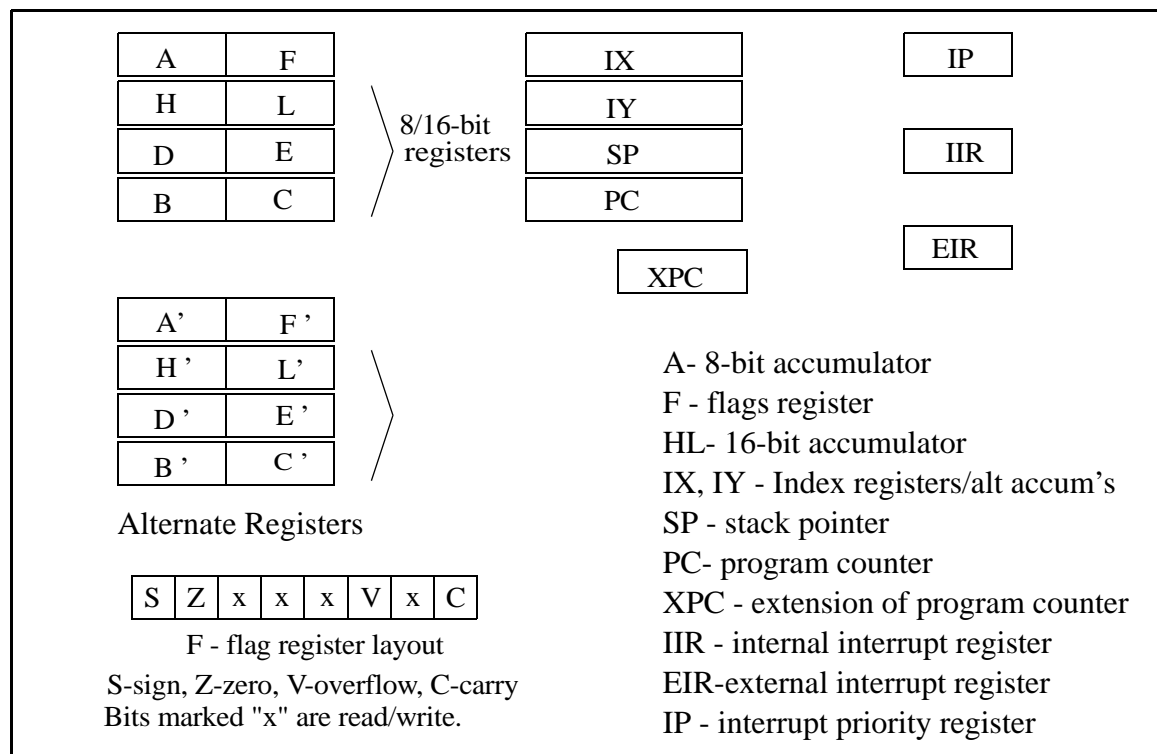 A F
H L
D E
B C
8/16-bit
registers
IX
IY
SP
PC
XPC
IP
IIR
EIR
A’ F ’
H ’ L’
D ’ E ’
B ’ C ’
Alternate Registers
S Z x x x V x C
F - flag register layout
S-sign, Z-zero, V-overflow, C-carry
Bits marked "x" are read/write.
A- 8-bit accumulator
F - flags register
HL- 16-bit accumulator
IX, IY - Index registers/alt accum’s
SP - stack pointer
PC- program counter
XPC - extension of program counter
IIR - internal interrupt register
EIR-external interrupt register
IP - interrupt priority register